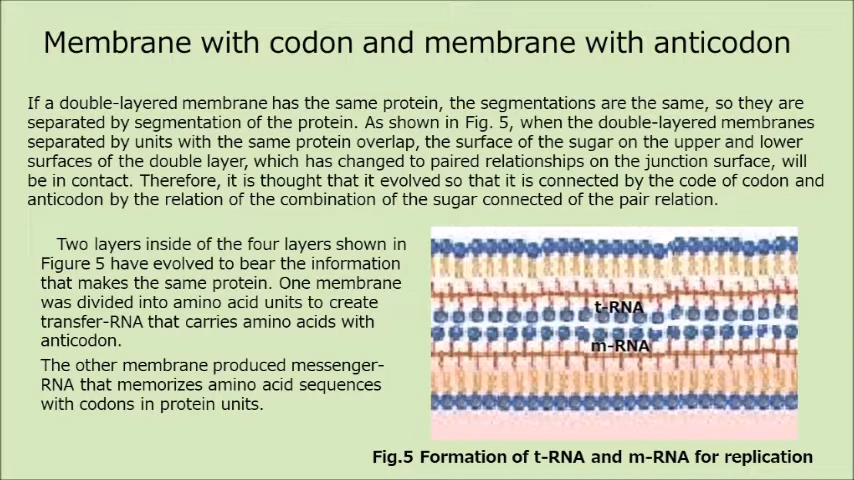 Membrane with codon and membrane with anticodon
If a double-layered membrane has the same protein, the segmentations are the same, so they are
separated by segmentation of the protein. As shown in Fig. 5, when the double-layered membranes
separated by units with the same protein overlap, the surface of the sugar on the upper and lower
surfaces of the double layer, which has changed to paired relationships on the junction surface, will
be in contact. Therefore, it is thought that it evolved so that it is connected by the code of codon and
anticodon by the relation of the combination of the sugar connected of the pair relation.
Two layers inside of the four layers shown in
Figure 5 have evolved to bear the information
that makes the same protein. One membrane
was divided into amino acid units to create
transfer-RNA that carries amino acids with
anticodon.
The other membrane produced messenger-
RNA that memorizes amino acid sequences
with codons in protein units.
t-RNA
m-RNA
Fig.5 Formation of t-RNA and m-RNA for replication